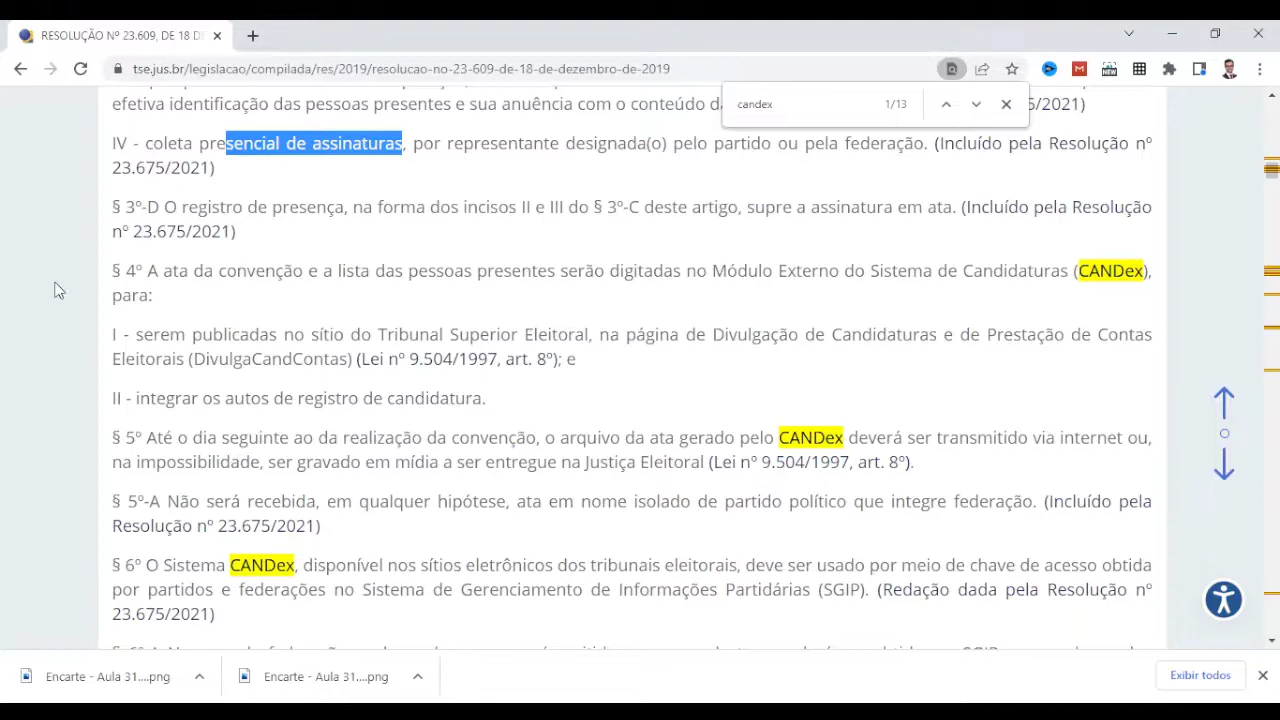 RESOLUÇÃO Nº 23.609, DE 18 DE
tse.jus.br/legislacao/compilada/res/2019/resolucao-no-23-609-de-18-de-dezembro-de-2019
candex 1/13
efetiva identificação das pessoas presentes e sua anuência com o conteúdo 5/2021)
IV - coleta presencial de assinaturas, por representante designada(o) pelo partido ou pela federação. (Incluído pela Resolução nº
23.675/2021)
§ 3º-D O registro de presença, na forma dos incisos II e III do § 3º-C deste artigo, supre a assinatura em ata. (Incluído pela Resolução
nº 23.675/2021)
§ 4º A ata da convenção e a lista das pessoas presentes serão digitadas no Módulo Externo do Sistema de Candidaturas (CANDex),
para:
I - serem publicadas no sítio do Tribunal Superior Eleitoral, na página de Divulgação de Candidaturas e de Prestação de Contas
Eleitorais (DivulgaCandContas) (Lei nº 9.504/1997, art. 8º); e
II - integrar os autos de registro de candidatura.
§ 5º Até o dia seguinte ao da realização da convenção, o arquivo da ata gerado pelo CANDex deverá ser transmitido via internet ou,
na impossibilidade, ser gravado em mídia a ser entregue na Justiça Eleitoral (Lei nº 9.504/1997, art. 8º).
§ 5º-A Não será recebida, em qualquer hipótese, ata em nome isolado de partido político que integre federação. (Incluído pela
Resolução nº 23.675/2021)
§ 6º O Sistema CANDex, disponível nos sítios eletrônicos dos tribunais eleitorais, deve ser usado por meio de chave de acesso obtida
por partidos e federações no Sistema de Gerenciamento de Informações Partidárias (SGIP). (Redação dada pela Resolução nº
23.675/2021)
Encarte - Aula 31....png
Encarte - Aula 31....png
Exibir todos